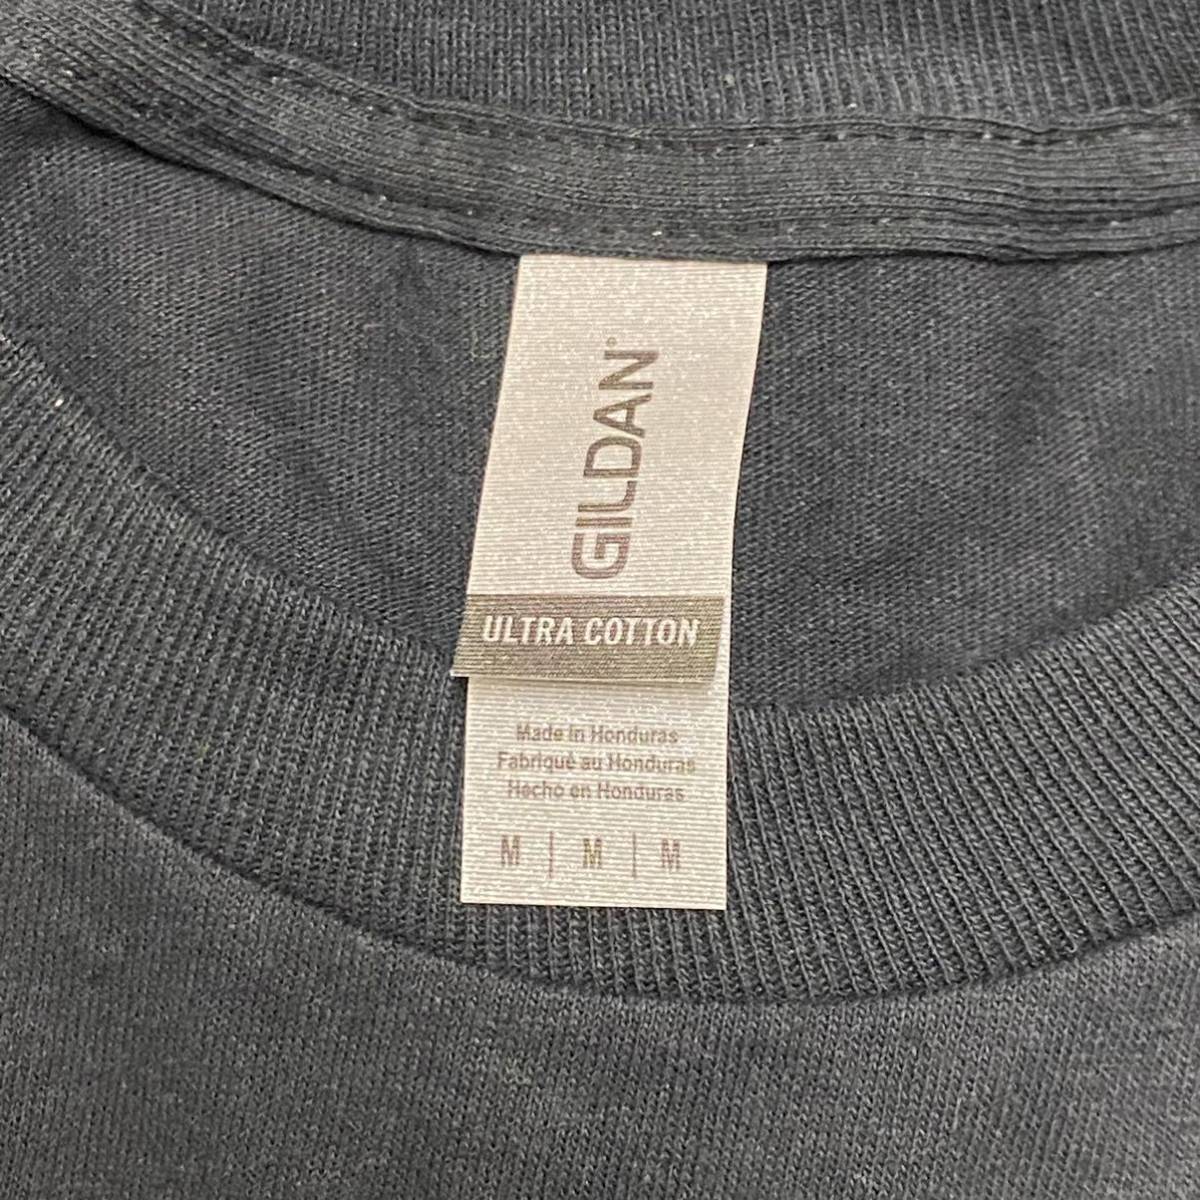 GILDAN®
ULTRA COTTON
Made in Honduras
Fabriqué au Honduras
Hecho en Honduras
M | M | M